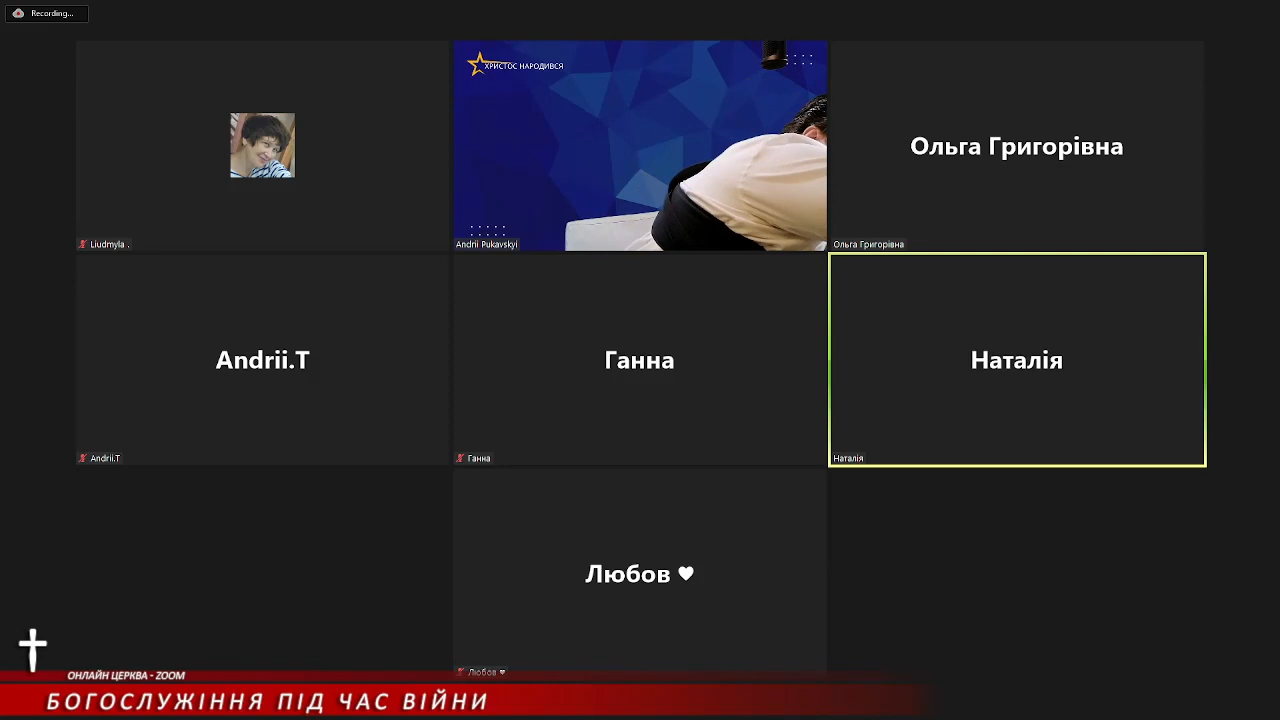 Recording...
ХРИСТОС НАРОДИВСЯ
Ольга Григорівна
Liudmyla .
Andrii Pukavskyi
Ольга Григорівна
Andrii.T
Ганна
Наталія
Andrii.T
Ганна
Наталія
Любов ♥
Любов ♥
ОНЛАЙН ЦЕРКВА - ZOOM
БОГОСЛУЖІННЯ ПІД ЧАС ВІЙНИ